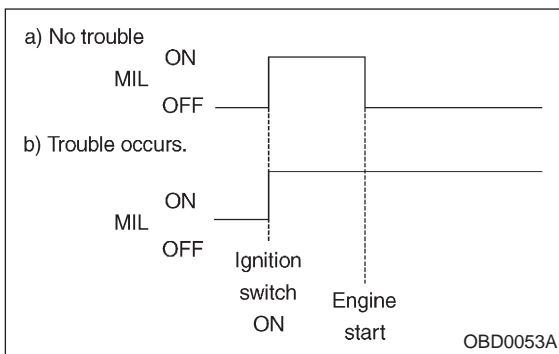 a) No trouble
ON
MIL
OFF
b) Trouble occurs.
ON
MIL
OFF
Ignition
switch
ON
Engine
start
OBD0053A